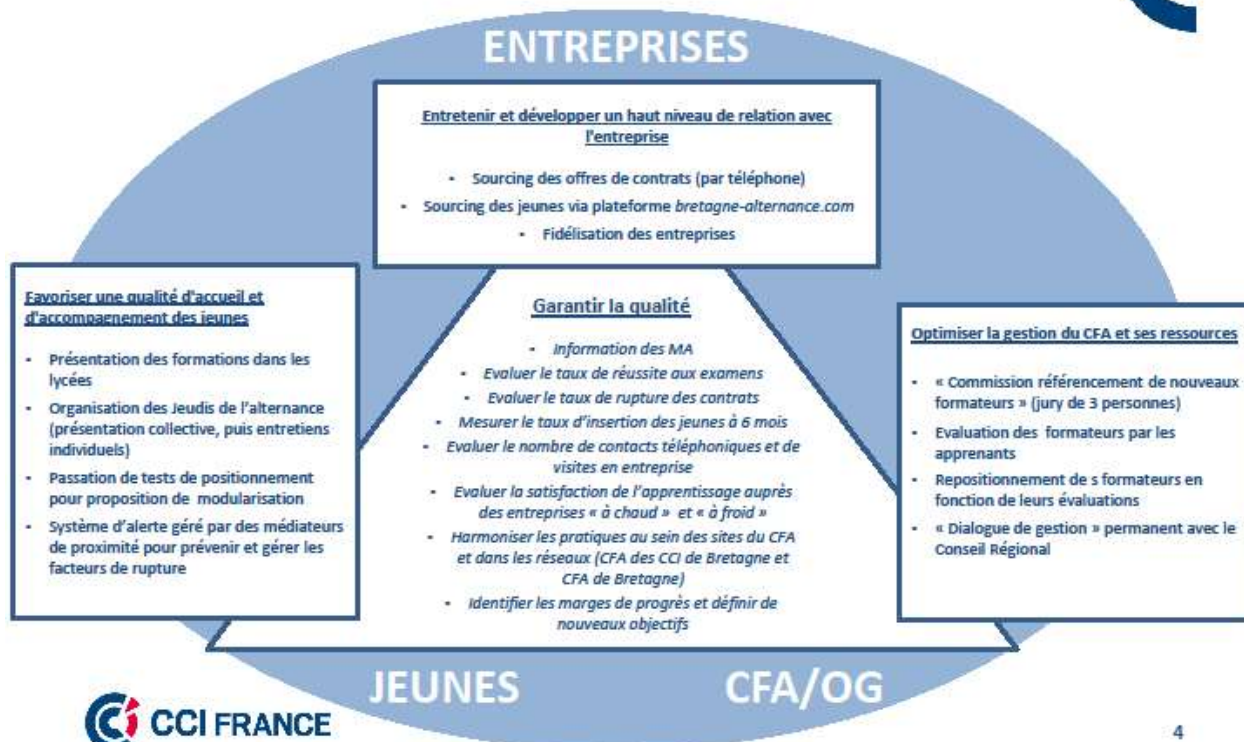 ENTREPRISES
Entretenir et développer un haut niveau de relation avec
l'entreprise
- Sourcing des offres de contrats (par téléphone)
- Sourcing des jeunes via plateforme bretagne-alternance.com
- Fidélisation des entreprises
Favoriser une qualité d'accueil et
d'accompagnement des jeunes
- Présentation des formations dans les
lycées
- Organisation des Jeudis de l'alternance
(présentation collective, puis entretiens
individuels)
- Passation de tests de positionnement
pour proposition de modularisation
- Système d'alerte géré par des médiateurs
de proximité pour prévenir et gérer les
facteurs de rupture
Garantir la qualité
- Information des MA
- Evaluer le taux de réussite aux examens
- Evaluer le taux de rupture des contrats
- Mesurer le taux d'insertion des jeunes à 6 mois
- Evaluer le nombre de contacts téléphoniques et de
visites en entreprise
- Evaluer la satisfaction de l'apprentissage auprès
des entreprises « à chaud » et « à froid »
- Harmoniser les pratiques au sein des sites du CFA
et dans les réseaux (CFA des CCI de Bretagne et
CFA de Bretagne)
- Identifier les marges de progrès et définir de
nouveaux objectifs
Optimiser la gestion du CFA et ses ressources
- « Commission référencement de nouveaux
formateurs » (jury de 3 personnes)
- Evaluation des formateurs par les
apprenants
- Repositionnement de s formateurs en
fonction de leurs évaluations
- « Dialogue de gestion » permanent avec le
Conseil Régional
JEUNES
CFA/OG
CCI FRANCE
4